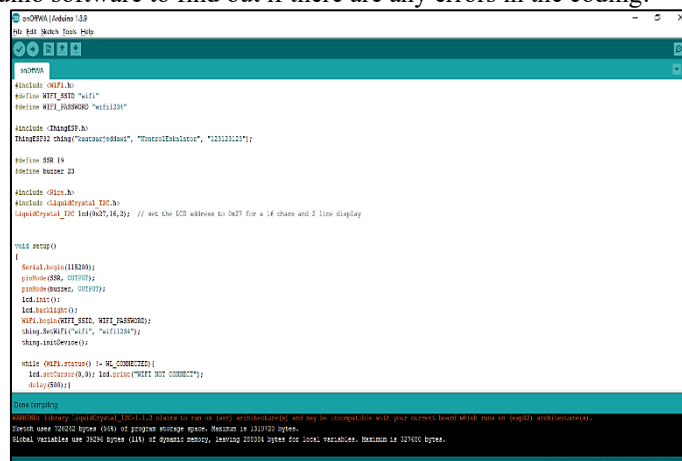 software to find out if there are any errors in the coding.
onOffWA | Arduino 1.8.9
File Edit Sketch Tools Help
onOffWA
#include <WiFi.h>
#define WIFI_SSID "wifi"
#define WIFI_PASSWORD "wifi1234"
#include <ThingESP.h>
ThingESP32 thing("kautsarjeddawi", "KontrolEskalator", "123123123");
#define SSR 19
#define buzzer 23
#include <Wire.h>
#include <LiquidCrystal_I2C.h>
LiquidCrystal_I2C lcd(0x27,16,2); // set the LCD address to 0x27 for a 16 chars and 2 line display
void setup()
{
Serial.begin(115200);
pinMode(SSR, OUTPUT);
pinMode(buzzer, OUTPUT);
lcd.init();
lcd.backlight();
WiFi.begin(WIFI_SSID, WIFI_PASSWORD);
thing.SetWiFi("wifi", "wifi1234");
thing.initDevice();
while (WiFi.status() != WL_CONNECTED){
lcd.setCursor(0,0); lcd.print("WIFI NOT CONNECT");
delay(500);}
Done compiling.
WARNING: library LiquidCrystal_I2C-1.1.2 claims to run on (avr) architecture(s) and may be incompatible with your current board which runs on (esp32) architecture(s).
Sketch uses bytes of program storage space. Maximum is 1310720 bytes.
Global variables use 39296 bytes (11%) of dynamic memory, leaving bytes for local variables. Maximum is 327680 bytes.